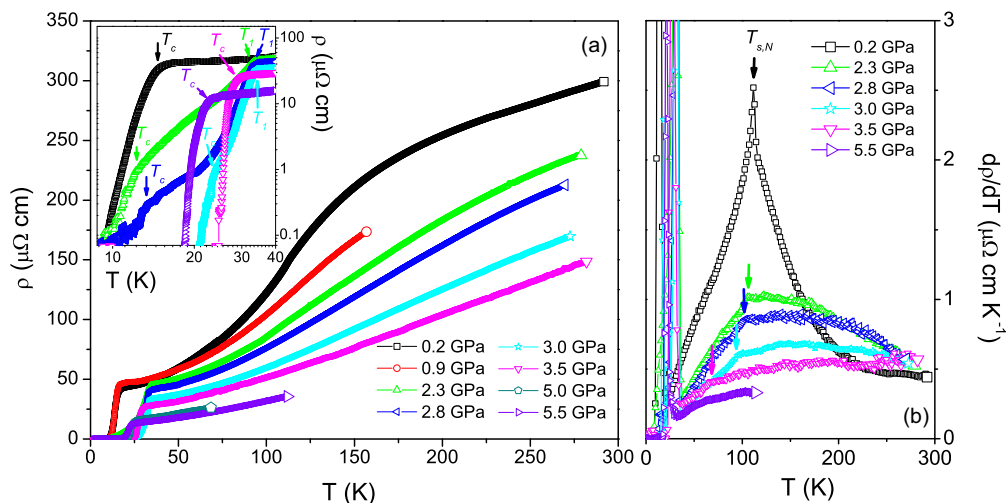 (a)
ρ (μΩ cm)
350
300
250
200
150
100
50
0
0 50 100 150 200 250 300
T (K)
T_c T_c T_1 T_1
T_c
T_c
T_c
T_1
100
10
1
0.1
ρ (μΩ cm)
10 20 30 40
T (K)
0.2 GPa
0.9 GPa
2.3 GPa
2.8 GPa
3.0 GPa
3.5 GPa
5.0 GPa
5.5 GPa
(b)
T_{s,N}
0.2 GPa
2.3 GPa
2.8 GPa
3.0 GPa
3.5 GPa
5.5 GPa
3
2
1
0
dρ/dT (μΩ cm K⁻¹)
0 100 200 300
T (K)